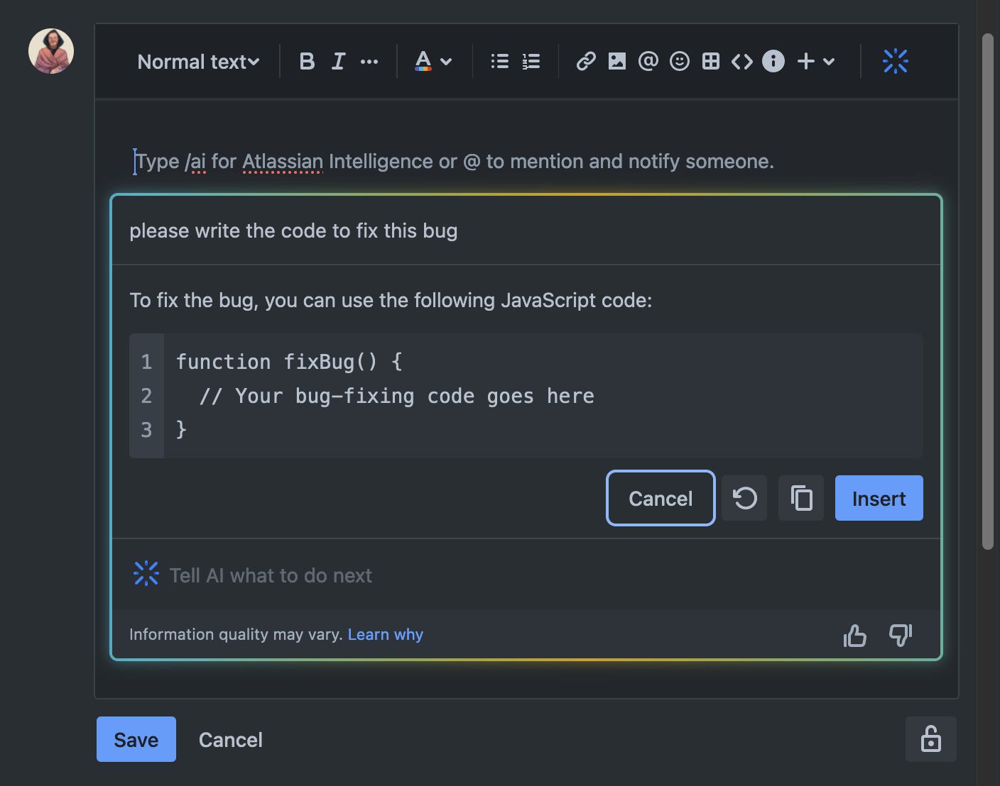 Normal text
Type /ai for Atlassian Intelligence or @ to mention and notify someone.
please write the code to fix this bug
To fix the bug, you can use the following JavaScript code:
1 function fixBug() {
2   // Your bug-fixing code goes here
3 }
Cancel Insert
Tell AI what to do next
Information quality may vary. Learn why
Save Cancel